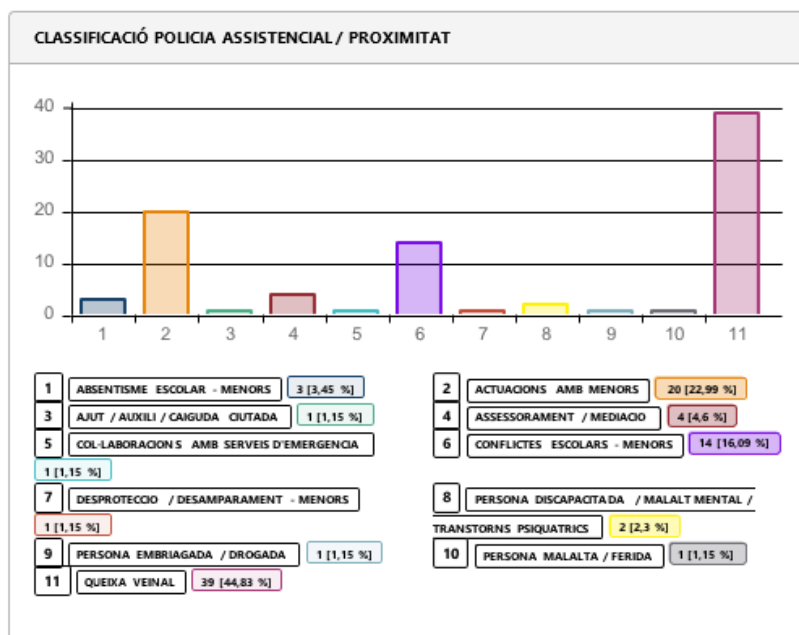 CLASSIFICACIÓ POLICIA ASSISTENCIAL / PROXIMITAT
40
30
20
10
0
1 2 3 4 5 6 7 8 9 10 11
1 ABSENTISME ESCOLAR - MENORS 3 [3,45 %]
2 ACTUACIONS AMB MENORS 20 [22,99 %]
3 AJUT / AUXILI / CAIGUDA CIUTADA 1 [1,15 %]
4 ASSESSORAMENT / MEDIACIO 4 [4,6 %]
5 COL·LABORACIONS AMB SERVEIS D'EMERGENCIA
1 [1,15 %]
6 CONFLICTES ESCOLARS - MENORS 14 [16,09 %]
7 DESPROTECCIO / DESAMPARAMENT - MENORS
1 [1,15 %]
8 PERSONA DISCAPACITADA / MALALT MENTAL /
TRANSTORNS PSIQUATRICS 2 [2,3 %]
9 PERSONA EMBRIAGADA / DROGADA 1 [1,15 %]
10 PERSONA MALALTA / FERIDA 1 [1,15 %]
11 QUEIXA VEINAL 39 [44,83 %]